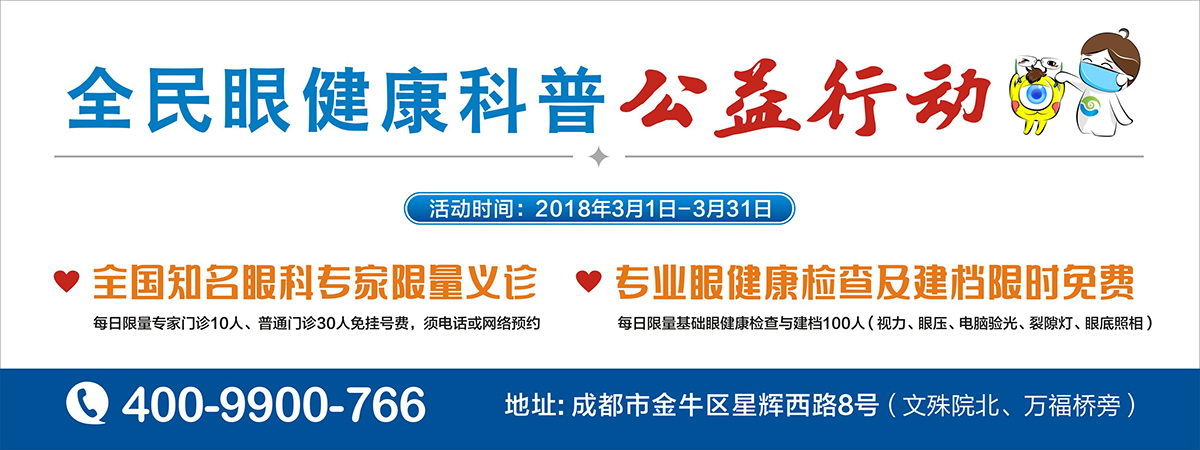 全民眼健康科普公益行动
活动时间：2018年3月1日-3月31日
全国知名眼科专家限量义诊
每日限量专家门诊10人、普通门诊30人免挂号费，须电话或网络预约
专业眼健康检查及建档限时免费
每日限量基础眼健康检查与建档100人（视力、眼压、电脑验光、裂隙灯、眼底照相）
400-9900-766
地址: 成都市金牛区星辉西路8号（文殊院北、万福桥旁）